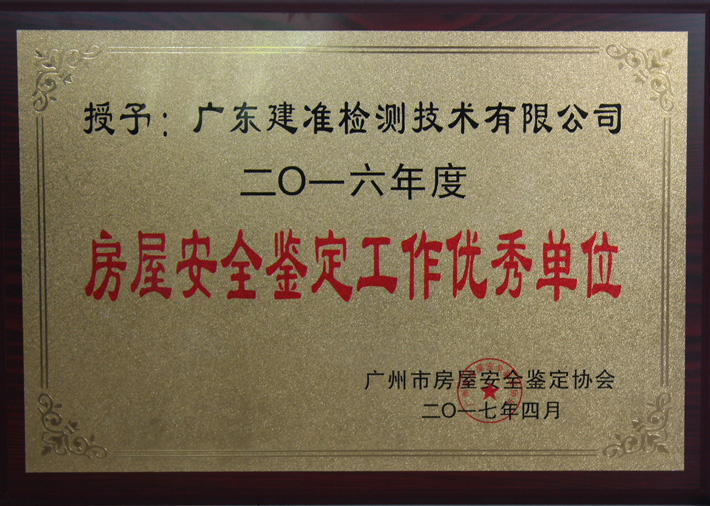 授予：广东建准检测技术有限公司
二〇一六年度
房屋安全鉴定工作优秀单位
广州市房屋安全鉴定协会
二〇一七年四月